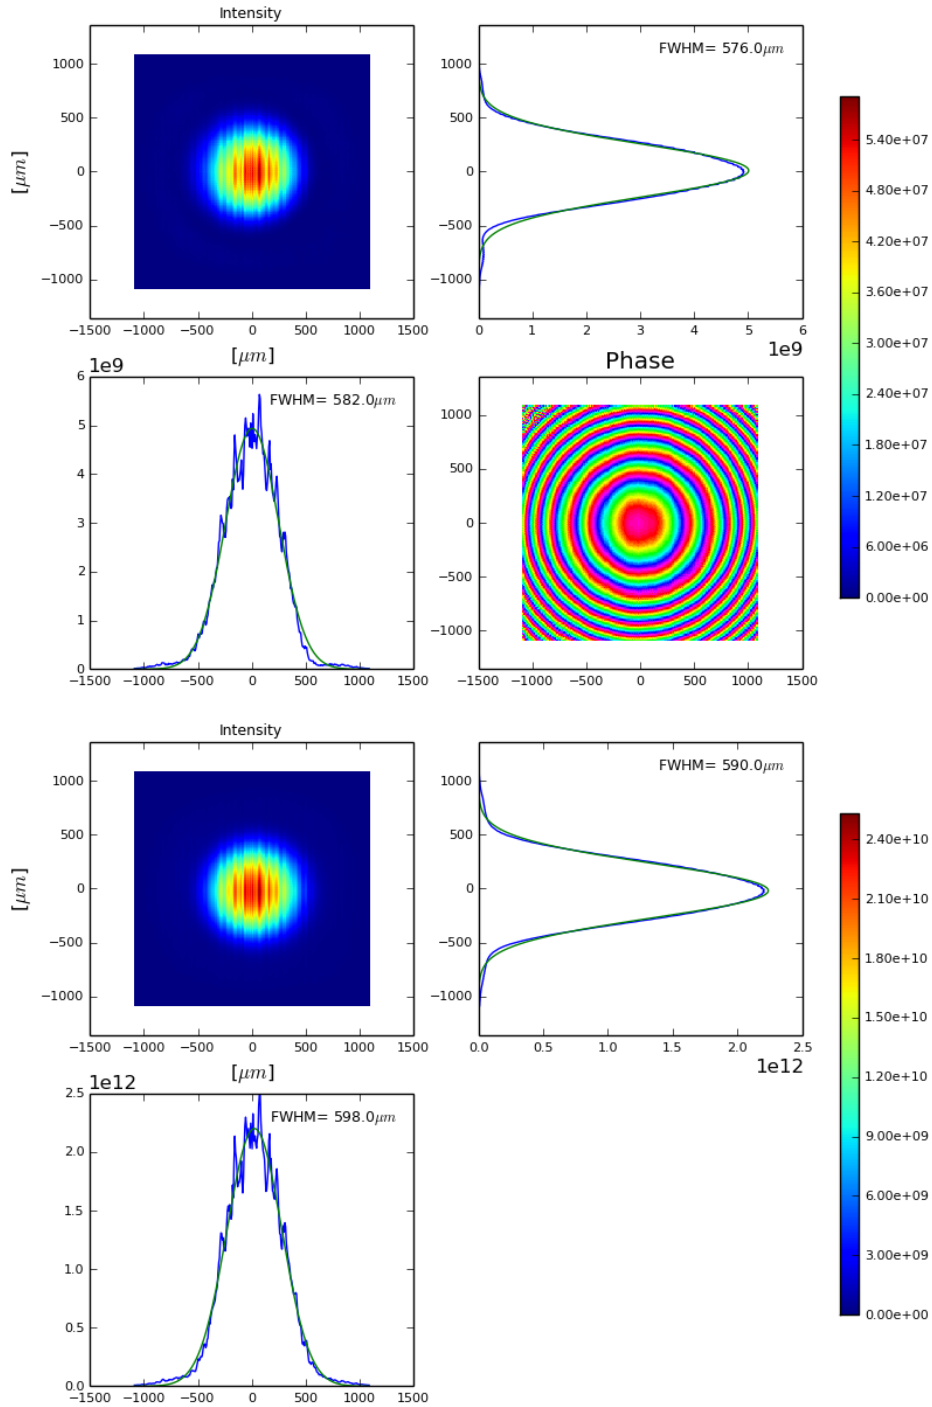 Intensity
1000
500
0
−500
−1000
[μm]
−1500 −1000 −500 0 500 1000 1500
[μm]
FWHM= 576.0μm
1000
500
0
−500
−1000
0 1 2 3 4 5 6
1e9
5.40e+07
4.80e+07
4.20e+07
3.60e+07
3.00e+07
2.40e+07
1.80e+07
1.20e+07
6.00e+06
0.00e+00
1e9
FWHM= 582.0μm
6
5
4
3
2
1
0
−1500 −1000 −500 0 500 1000 1500
Phase
1000
500
0
−500
−1000
−1500 −1000 −500 0 500 1000 1500
Intensity
1000
500
0
−500
−1000
[μm]
−1500 −1000 −500 0 500 1000 1500
[μm]
FWHM= 590.0μm
1000
500
0
−500
−1000
0.0 0.5 1.0 1.5 2.0 2.5
1e12
2.40e+10
2.10e+10
1.80e+10
1.50e+10
1.20e+10
9.00e+09
6.00e+09
3.00e+09
0.00e+00
1e12
FWHM= 598.0μm
2.5
2.0
1.5
1.0
0.5
0.0
−1500 −1000 −500 0 500 1000 1500